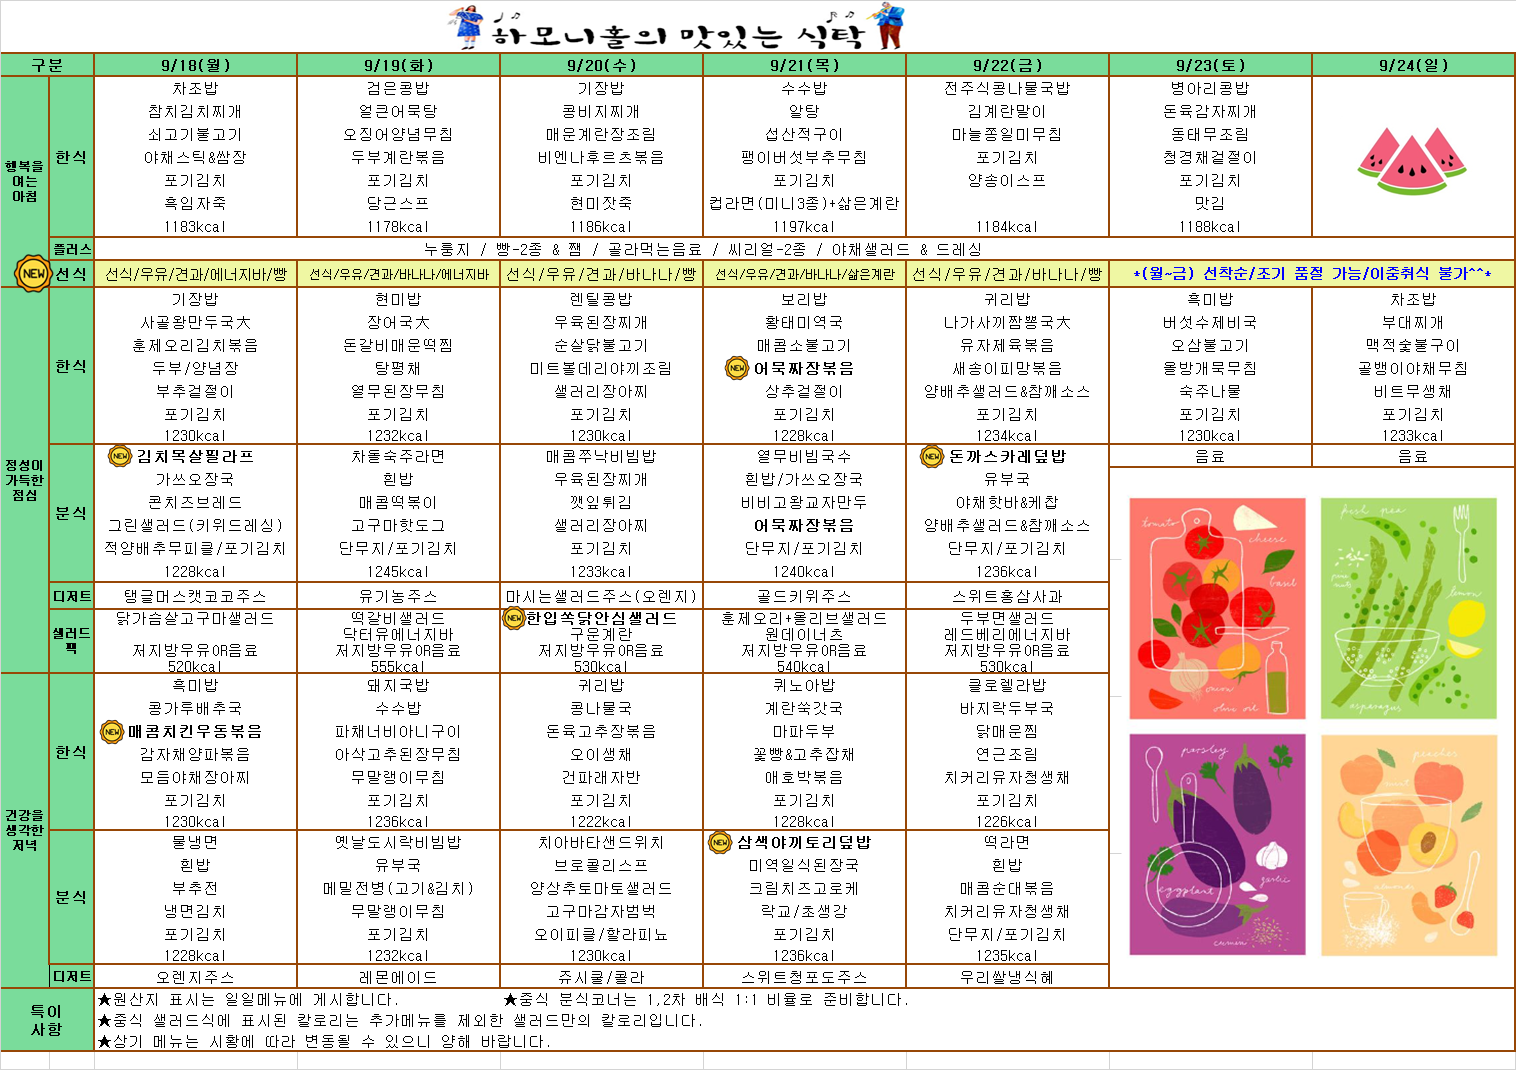 하모니홀의 맛있는 식탁
구분 9/18(월) 9/19(화) 9/20(수) 9/21(목) 9/22(금) 9/23(토) 9/24(일)
행복을 여는 아침
한식
차조밥 검은콩밥 기장밥 수수밥 전주식콩나물국밥 병아리콩밥
참치김치찌개 얼큰어묵탕 콩비지찌개 알탕 김계란말이 돈육감자찌개
쇠고기불고기 오징어양념무침 매운계란장조림 섭산적구이 마늘쫑일미무침 동태무조림
야채스틱&쌈장 두부계란볶음 비엔나후르츠볶음 팽이버섯부추무침 포기김치 청경채겉절이
포기김치 포기김치 포기김치 포기김치 양송이스프 포기김치
흑임자죽 당근스프 현미잣죽 컵라면(미니3종)+삶은계란 맛김
1183kcal 1178kcal 1186kcal 1197kcal 1184kcal 1188kcal
플러스 누룽지 / 빵-2종 & 잼 / 골라먹는음료 / 씨리얼-2종 / 야채샐러드 & 드레싱
NEW 선식 선식/우유/견과/에너지바/빵 선식/우유/견과/바나나/에너지바 선식/우유/견과/바나나/빵 선식/우유/견과/바나나/삶은계란 선식/우유/견과/바나나/빵 *(월~금) 선착순/조기 품절 가능/이중취식 불가^^*
정성이 가득한 점심
한식
기장밥 현미밥 렌틸콩밥 보리밥 귀리밥 흑미밥 차조밥
사골왕만두국大 장어국大 우육된장찌개 황태미역국 나가사끼짬뽕국大 버섯수제비국 부대찌개
훈제오리김치볶음 돈갈비매운떡찜 순살닭불고기 매콤소불고기 유자제육볶음 오삼불고기 맥적숯불구이
두부/양념장 탕평채 미트볼데리야끼조림 NEW 어묵짜장볶음 새송이피망볶음 올방개묵무침 골뱅이야채무침
부추겉절이 열무된장무침 샐러리장아찌 상추겉절이 양배추샐러드&참깨소스 숙주나물 비트무생채
포기김치 포기김치 포기김치 포기김치 포기김치 포기김치 포기김치
1230kcal 1232kcal 1230kcal 1228kcal 1234kcal 1230kcal 1233kcal
분식
NEW 김치목살필라프 차돌숙주라면 매콤쭈낙비빔밥 열무비빔국수 NEW 돈까스카레덮밥 음료 음료
가쓰오장국 흰밥 우육된장찌개 흰밥/가쓰오장국 유부국
콘치즈브레드 매콤떡볶이 깻잎튀김 비비고왕교자만두 야채핫바&케찹
그린샐러드(키위드레싱) 고구마핫도그 샐러리장아찌 어묵짜장볶음 양배추샐러드&참깨소스
적양배추무피클/포기김치 단무지/포기김치 포기김치 단무지/포기김치 단무지/포기김치
1228kcal 1245kcal 1233kcal 1240kcal 1236kcal
디저트 탱글머스캣코코주스 유기농주스 마시는샐러드주스(오렌지) 골드키위주스 스위트홍삼사과
샐러드팩
닭가슴살고구마샐러드 떡갈비샐러드 NEW 한입쏙닭안심샐러드 훈제오리+올리브샐러드 두부면샐러드
닥터유에너지바 구운계란 원데이너츠 레드베리에너지바
저지방우유OR음료 저지방우유OR음료 저지방우유OR음료 저지방우유OR음료 저지방우유OR음료
520kcal 555kcal 530kcal 540kcal 530kcal
건강을 생각한 저녁
한식
흑미밥 돼지국밥 귀리밥 퀴노아밥 클로렐라밥
콩가루배추국 수수밥 콩나물국 계란쑥갓국 바지락두부국
NEW 매콤치킨우동볶음 파채너비아니구이 돈육고추장볶음 마파두부 닭매운찜
감자채양파볶음 아삭고추된장무침 오이생채 꽃빵&고추잡채 연근조림
모듬야채장아찌 무말랭이무침 건파래자반 애호박볶음 치커리유자청생채
포기김치 포기김치 포기김치 포기김치 포기김치
1230kcal 1236kcal 1222kcal 1228kcal 1226kcal
분식
물냉면 옛날도시락비빔밥 치아바타샌드위치 NEW 삼색야끼토리덮밥 떡라면
흰밥 유부국 브로콜리스프 미역일식된장국 흰밥
부추전 메밀전병(고기&김치) 양상추토마토샐러드 크림치즈고로케 매콤순대볶음
냉면김치 무말랭이무침 고구마감자범벅 락교/초생강 치커리유자청생채
포기김치 포기김치 오이피클/할라피뇨 포기김치 단무지/포기김치
1228kcal 1232kcal 1230kcal 1236kcal 1235kcal
디저트 오렌지주스 레몬에이드 쥬시쿨/콜라 스위트청포도주스 우리쌀냉식혜
tomato
cheese
basil
onion
olive oil
lemon
asparagus
parsley
eggplant
garlic
peaches
almonds
특이사항
★원산지 표시는 일일메뉴에 게시합니다. ★중식 분식코너는 1,2차 배식 1:1 비율로 준비합니다.
★중식 샐러드식에 표시된 칼로리는 추가메뉴를 제외한 샐러드만의 칼로리입니다.
★상기 메뉴는 시황에 따라 변동될 수 있으니 양해 바랍니다.